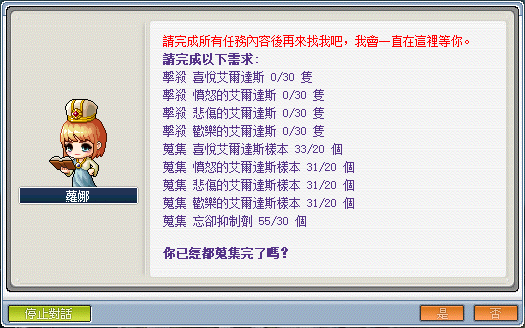 請完成所有任務內容後再來找我吧，我會一直在這裡等你。
請完成以下需求:
擊殺 喜悅艾爾達斯 0/30 隻
擊殺 憤怒的艾爾達斯 0/30 隻
擊殺 悲傷的艾爾達斯 0/30 隻
擊殺 歡樂的艾爾達斯 0/30 隻
蒐集 喜悅艾爾達斯樣本 33/20 個
蒐集 憤怒的艾爾達斯樣本 31/20 個
蒐集 悲傷的艾爾達斯樣本 31/20 個
蒐集 歡樂的艾爾達斯樣本 31/20 個
蒐集 忘卻抑制劑 55/30 個
你已經都蒐集完了嗎?
蘿娜
停止對話
是
否